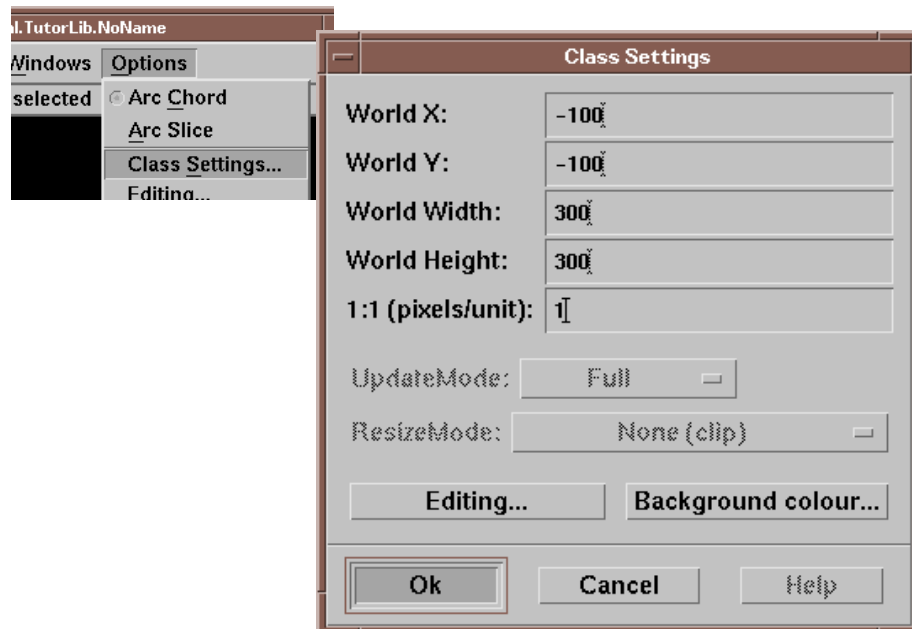 al.TutorLib.NoName
Windows Options
selected Arc Chord
Arc Slice
Class Settings...
Editing...
Class Settings
World X: -100
World Y: -100
World Width: 300
World Height: 300
1:1 (pixels/unit): 1
UpdateMode: Full
ResizeMode: None (clip)
Editing... Background colour...
Ok Cancel Help